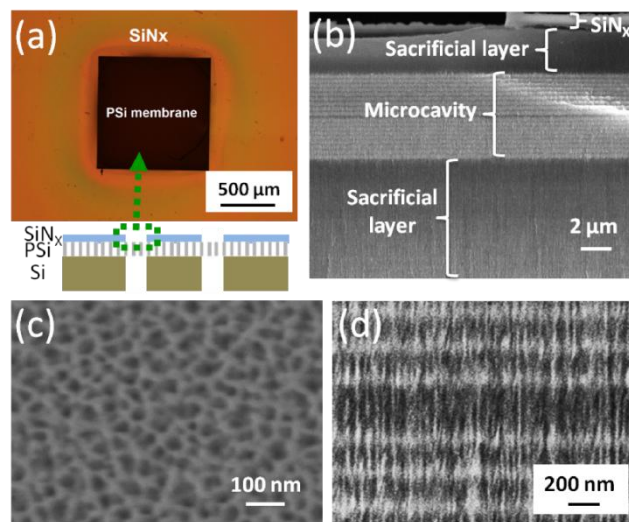 (a)
SiNx
PSi membrane
500 µm
SiNX
PSi
Si
(b)
SiNX
Sacrificial layer
Microcavity
Sacrificial
layer
2 µm
(c)
100 nm
(d)
200 nm